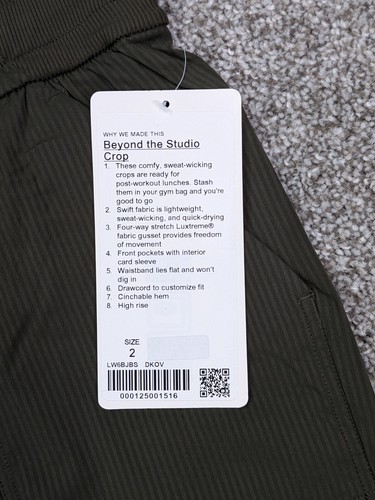 WHY WE MADE THIS
Beyond the Studio
Crop
1. These comfy, sweat-wicking
crops are ready for
post-workout lunches. Stash
them in your gym bag and you're
good to go
2. Swift fabric is lightweight,
sweat-wicking, and quick-drying
3. Four-way stretch Luxtreme®
fabric gusset provides freedom
of movement
4. Front pockets with interior
card sleeve
5. Waistband lies flat and won't
dig in
6. Drawcord to customize fit
7. Cinchable hem
8. High rise
SIZE
2
LW6BJBS DKOV
000125001516